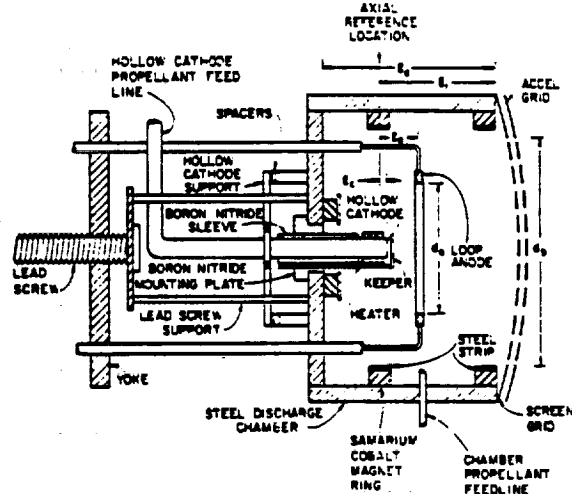 AXIAL
REFERENCE
LOCATION
HOLLOW CATHODE
PROPELLANT FEED
LINE
ACCEL
GRID
SPACERS
HOLLOW
CATHODE
SUPPORT
BORON NITRIDE
SLEEVE
HOLLOW
CATHODE
LOOP
ANODE
LEAD
SCREW
BORON NITRIDE
MOUNTING PLATE
KEEPER
LEAD SCREW
SUPPORT
HEATER
STEEL
STRIP
YOKE
STEEL DISCHARGE
CHAMBER
SCREEN
GRID
SAMARIUM
COBALT
MAGNET
RING
CHAMBER
PROPELLANT
FEEDLINE